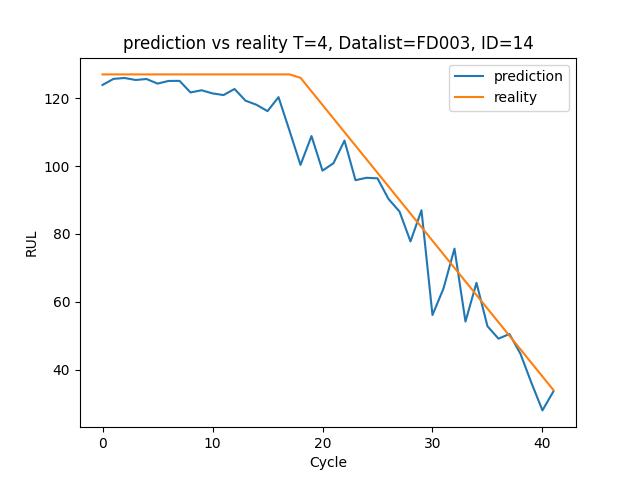 prediction vs reality T=4, Datalist=FD003, ID=14
prediction
reality
RUL
120
100
80
60
40
0 10 20 30 40
Cycle